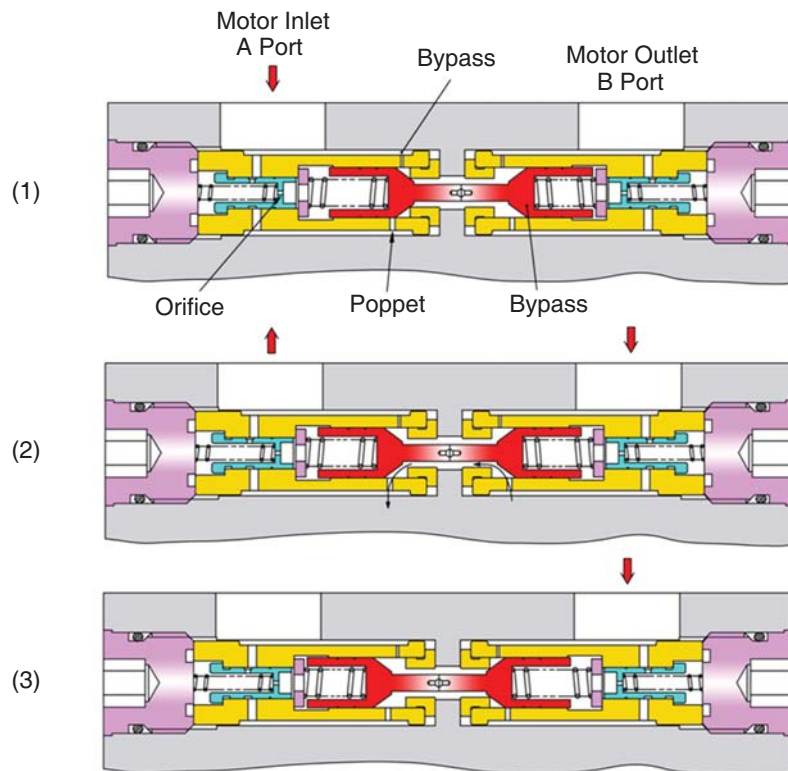 Motor Inlet
A Port
Bypass
Motor Outlet
B Port
(1)
Orifice
Poppet
Bypass
(2)
(3)